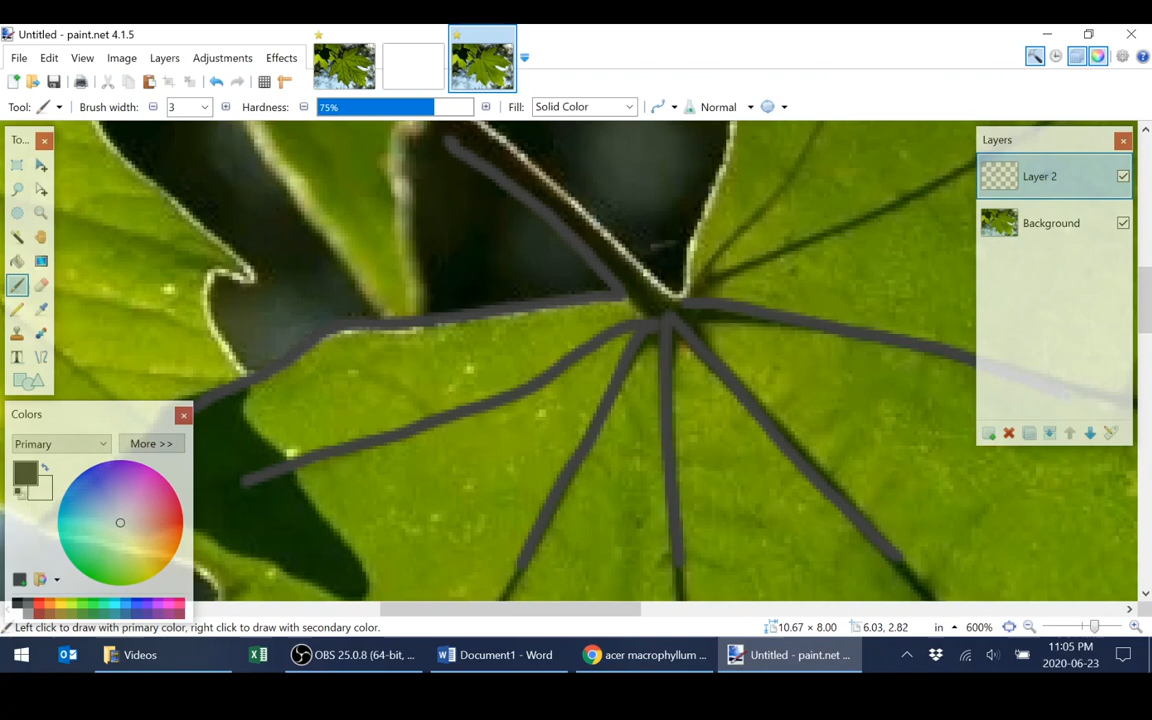 Untitled - paint.net 4.1.5
File Edit View Image Layers Adjustments Effects
Tool: Brush width: 3 Hardness: 75% Fill: Solid Color Normal
To...
Layers
Layer 2
Background
Colors
Primary More >>
Left click to draw with primary color, right click to draw with secondary color. 10.67 × 8.00 6.03, 2.82 in 600%
Videos OBS 25.0.8 (64-bit, ... Document1 - Word acer macrophyllum ... Untitled - paint.net ... 11:05 PM
2020-06-23